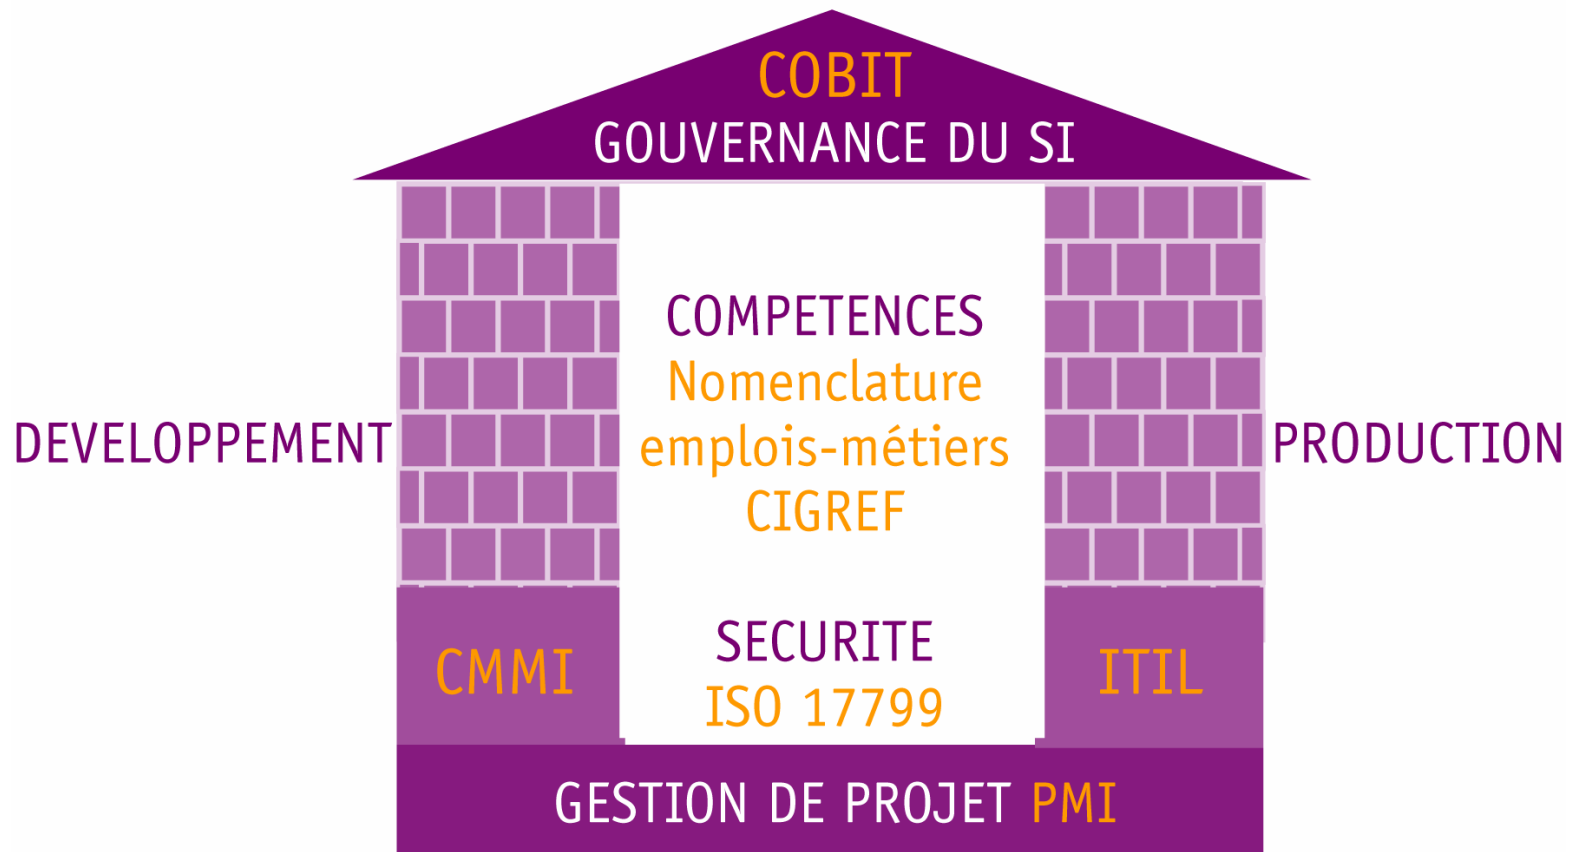 COBIT
GOUVERNANCE DU SI
COMPETENCES
Nomenclature
emplois-métiers
CIGREF
DEVELOPPEMENT
PRODUCTION
SECURITE
ISO 17799
CMMI
ITIL
GESTION DE PROJET PMI